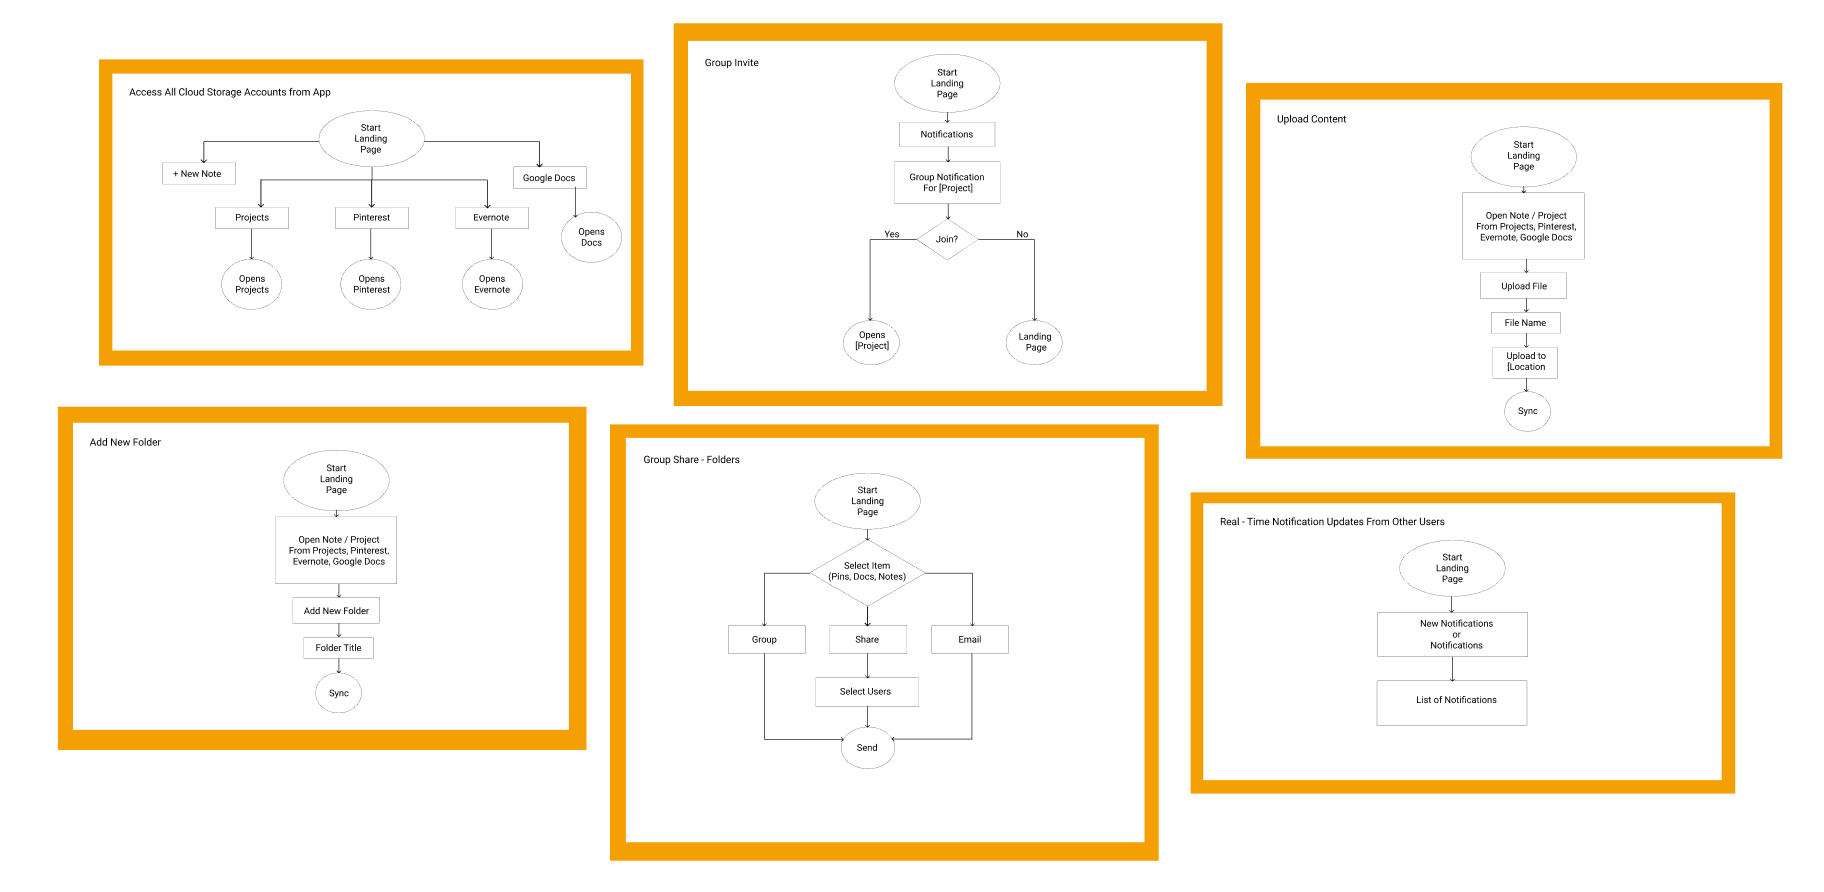 Access All Cloud Storage Accounts from App
Start
Landing
Page
+ New Note
Google Docs
Projects
Pinterest
Evernote
Opens
Docs
Opens
Projects
Opens
Pinterest
Opens
Evernote
Group Invite
Start
Landing
Page
Notifications
Group Notification
For [Project]
Join?
Yes
No
Opens
[Project]
Landing
Page
Upload Content
Start
Landing
Page
Open Note / Project
From Projects, Pinterest,
Evernote, Google Docs
Upload File
File Name
Upload to
[Location
Sync
Add New Folder
Start
Landing
Page
Open Note / Project
From Projects, Pinterest,
Evernote, Google Docs
Add New Folder
Folder Title
Sync
Group Share - Folders
Start
Landing
Page
Select Item
(Pins, Docs, Notes)
Group
Share
Email
Select Users
Send
Real - Time Notification Updates From Other Users
Start
Landing
Page
New Notifications
or
Notifications
List of Notifications